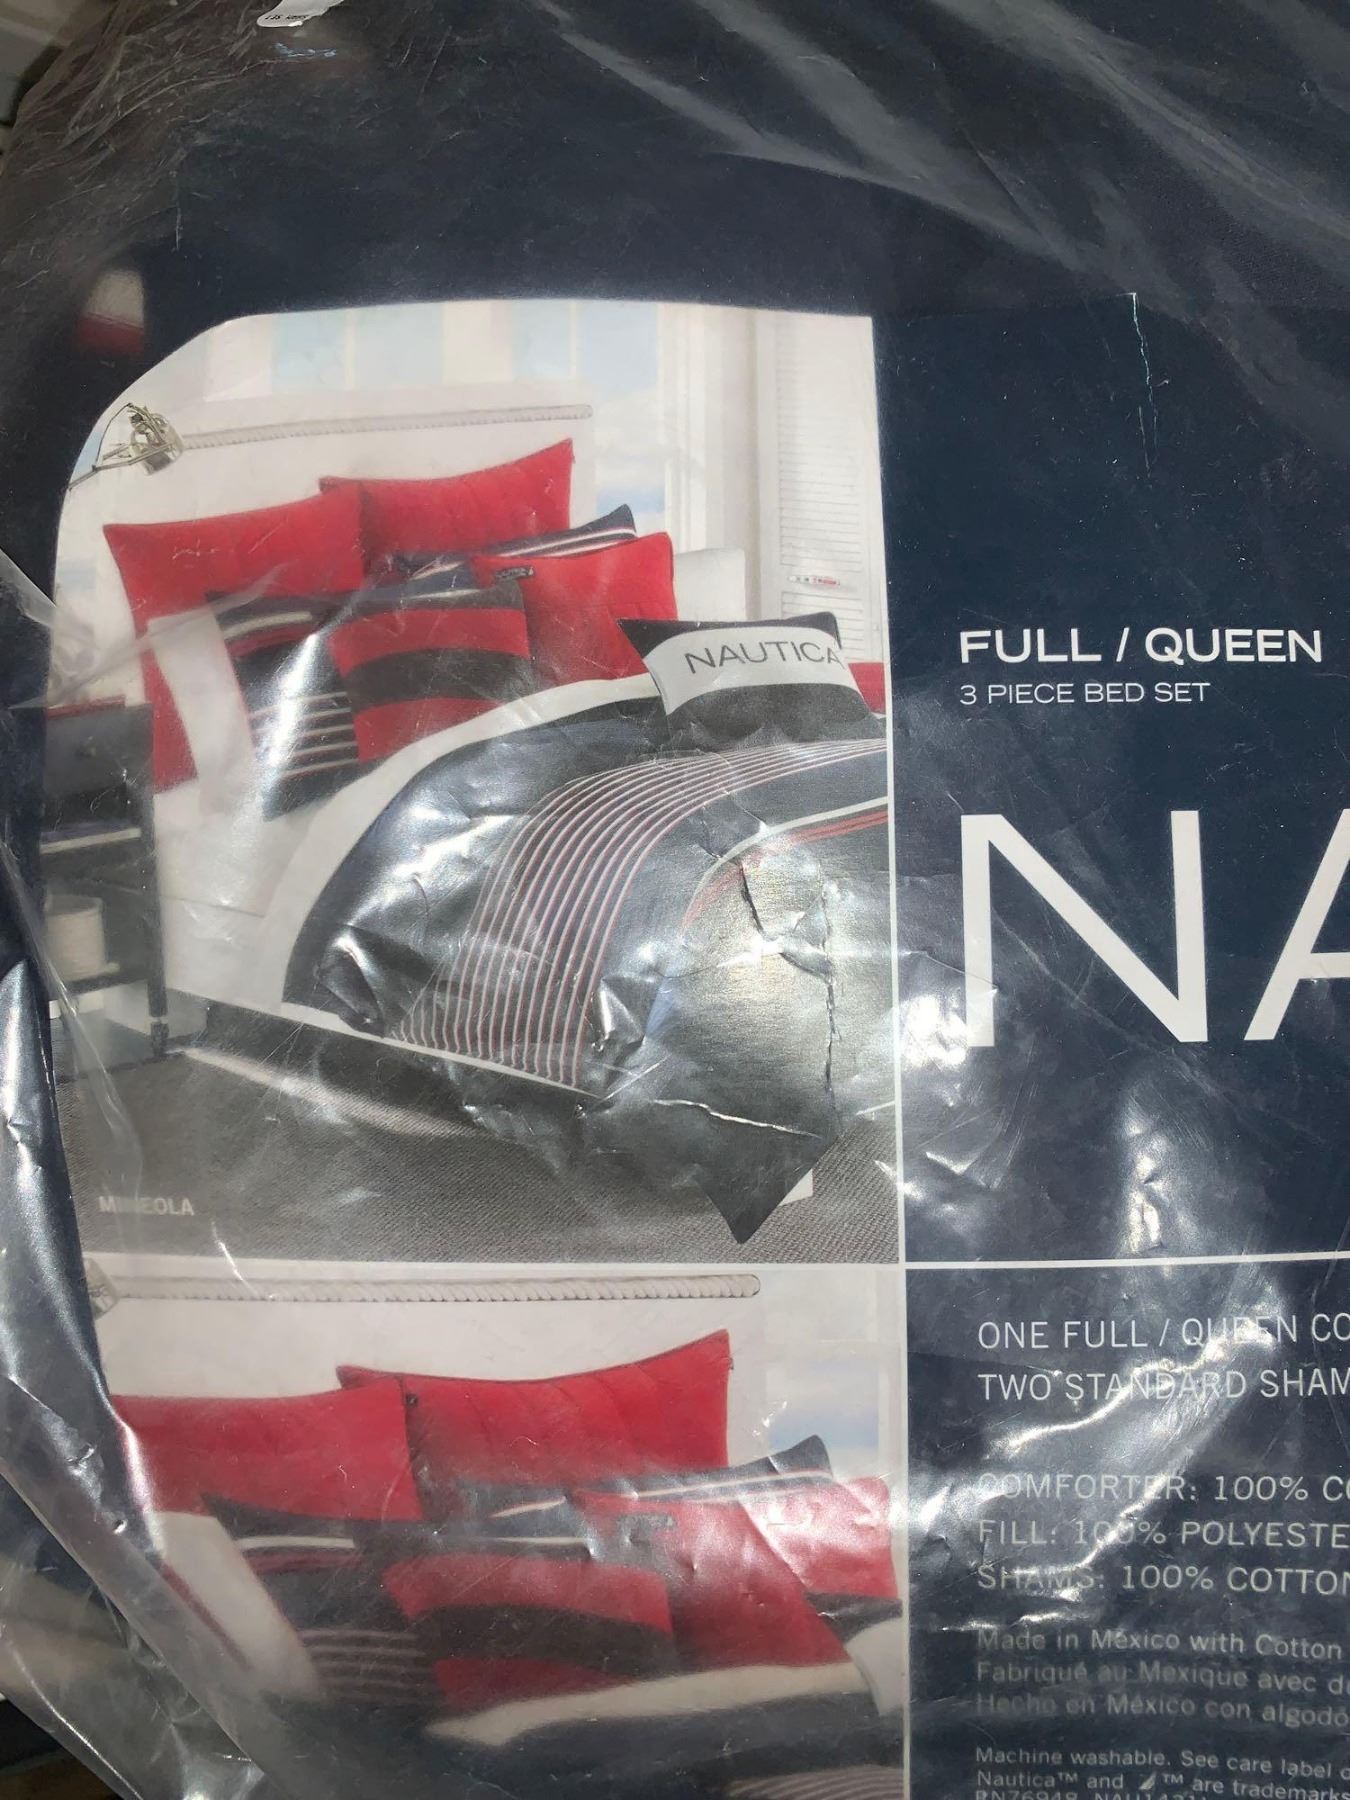 NAUTICA
MINEOLA
FULL / QUEEN
3 PIECE BED SET
NA
ONE FULL / QUEEN CO
TWO STANDARD SHAM
COMFORTER: 100% CO
FILL: 100% POLYESTE
SHAMS: 100% COTTON
Made in México with Cotton
Fabriqué au Mexique avec d
Hecho en México con algodó
Machine washable. See care label o
Nautica™ and ™ are trademarks
RN76948